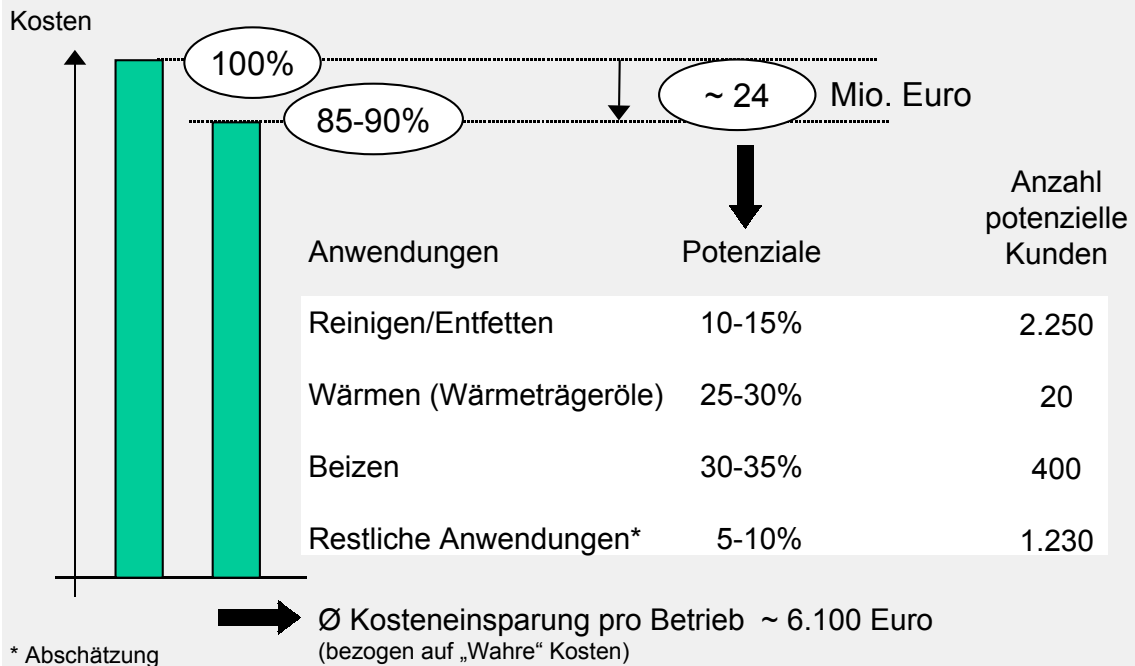 Kosten
100%
~ 24 Mio. Euro
85-90%
Anzahl
potenzielle
Anwendungen Potenziale Kunden
Reinigen/Entfetten 10-15% 2.250
Wärmen (Wärmeträgeröle) 25-30% 20
Beizen 30-35% 400
Restliche Anwendungen* 5-10% 1.230
Ø Kosteneinsparung pro Betrieb ~ 6.100 Euro
(bezogen auf „Wahre“ Kosten)
* Abschätzung